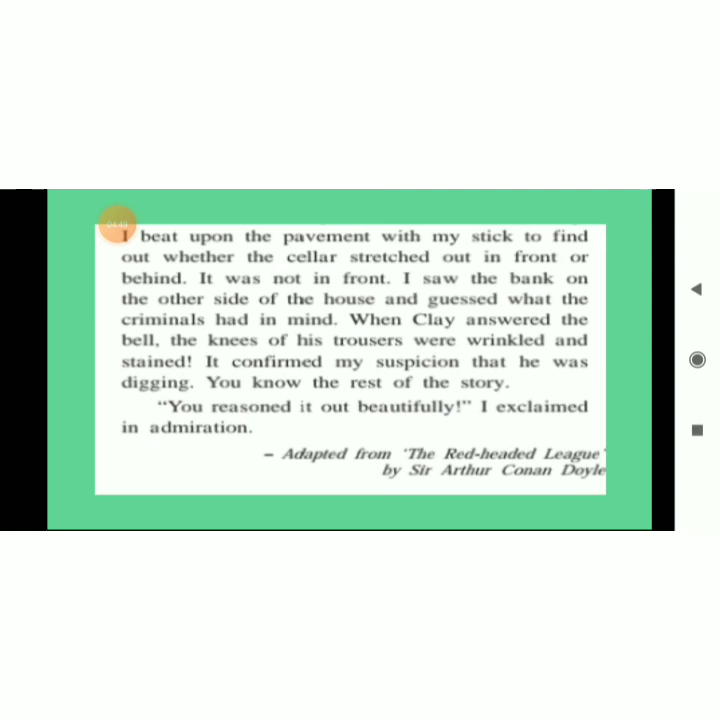 04:49
I beat upon the pavement with my stick to find
out whether the cellar stretched out in front or
behind. It was not in front. I saw the bank on
the other side of the house and guessed what the
criminals had in mind. When Clay answered the
bell, the knees of his trousers were wrinkled and
stained! It confirmed my suspicion that he was
digging. You know the rest of the story.
“You reasoned it out beautifully!” I exclaimed
in admiration.
– Adapted from ‘The Red-headed League’
by Sir Arthur Conan Doyle